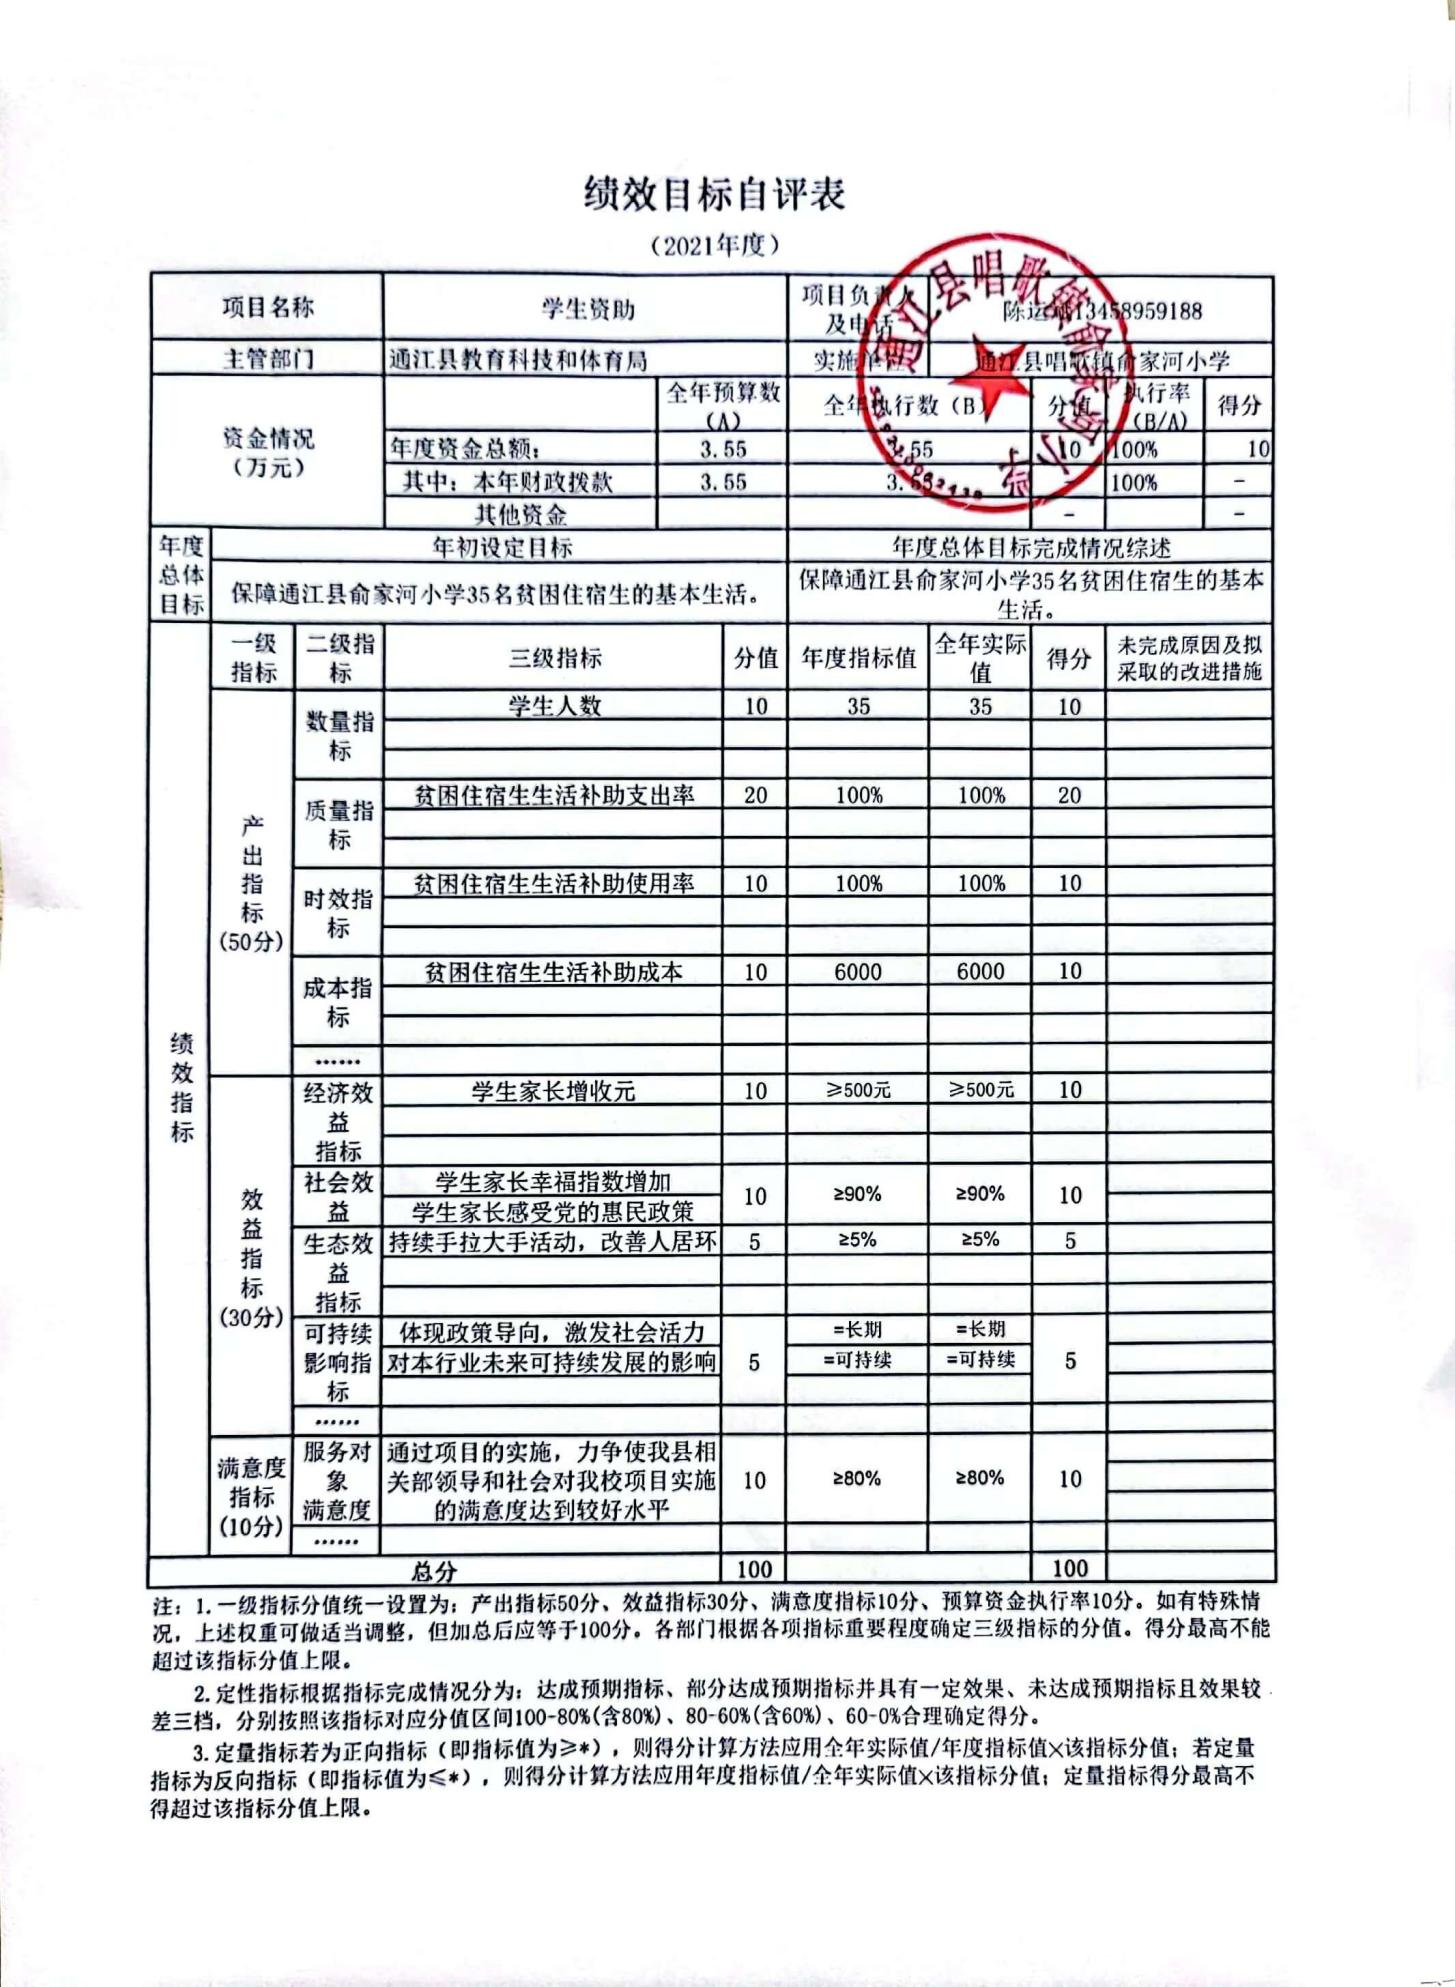 绩效目标自评表
（2021年度）
项目名称 学生资助 项目负责人及电话 陈运 13458959188
主管部门 通江县教育科技和体育局 实施单位 通江县唱歌镇俞家河小学
资金情况（万元） 全年预算数（A） 全年执行数（B） 分值 执行率（B/A） 得分
年度资金总额： 3.55 3.55 10 100% 10
其中：本年财政拨款 3.55 3.55 - 100% -
其他资金 - -
年度总体目标 年初设定目标 年度总体目标完成情况综述
保障通江县俞家河小学35名贫困住宿生的基本生活。 保障通江县俞家河小学35名贫困住宿生的基本生活。
绩效指标 一级指标 二级指标 三级指标 分值 年度指标值 全年实际值 得分 未完成原因及拟采取的改进措施
产出指标(50分) 数量指标 学生人数 10 35 35 10
质量指标 贫困住宿生生活补助支出率 20 100% 100% 20
时效指标 贫困住宿生生活补助使用率 10 100% 100% 10
成本指标 贫困住宿生生活补助成本 10 6000 6000 10
……
效益指标(30分) 经济效益指标 学生家长增收元 10 ≥500元 ≥500元 10
社会效益 学生家长幸福指数增加 10 ≥90% ≥90% 10
学生家长感受党的惠民政策
生态效益指标 持续手拉大手活动，改善人居环 5 ≥5% ≥5% 5
可持续影响指标 体现政策导向，激发社会活力 5 =长期 =长期 5
对本行业未来可持续发展的影响 =可持续 =可持续
……
满意度指标(10分) 服务对象满意度 通过项目的实施，力争使我县相关部领导和社会对我校项目实施的满意度达到较好水平 10 ≥80% ≥80% 10
……
总分 100 100
注：1.一级指标分值统一设置为：产出指标50分、效益指标30分、满意度指标10分、预算资金执行率10分。如有特殊情
况，上述权重可做适当调整，但加总后应等于100分。各部门根据各项指标重要程度确定三级指标的分值。得分最高不能
超过该指标分值上限。
2.定性指标根据指标完成情况分为：达成预期指标、部分达成预期指标并具有一定效果、未达成预期指标且效果较
差三档，分别按照该指标对应分值区间100-80%(含80%)、80-60%(含60%)、60-0%合理确定得分。
3.定量指标若为正向指标（即指标值为≥*），则得分计算方法应用全年实际值/年度指标值×该指标分值；若定量
指标为反向指标（即指标值为≤*），则得分计算方法应用年度指标值/全年实际值×该指标分值；定量指标得分最高不
得超过该指标分值上限。
通江县唱歌镇俞家河小学